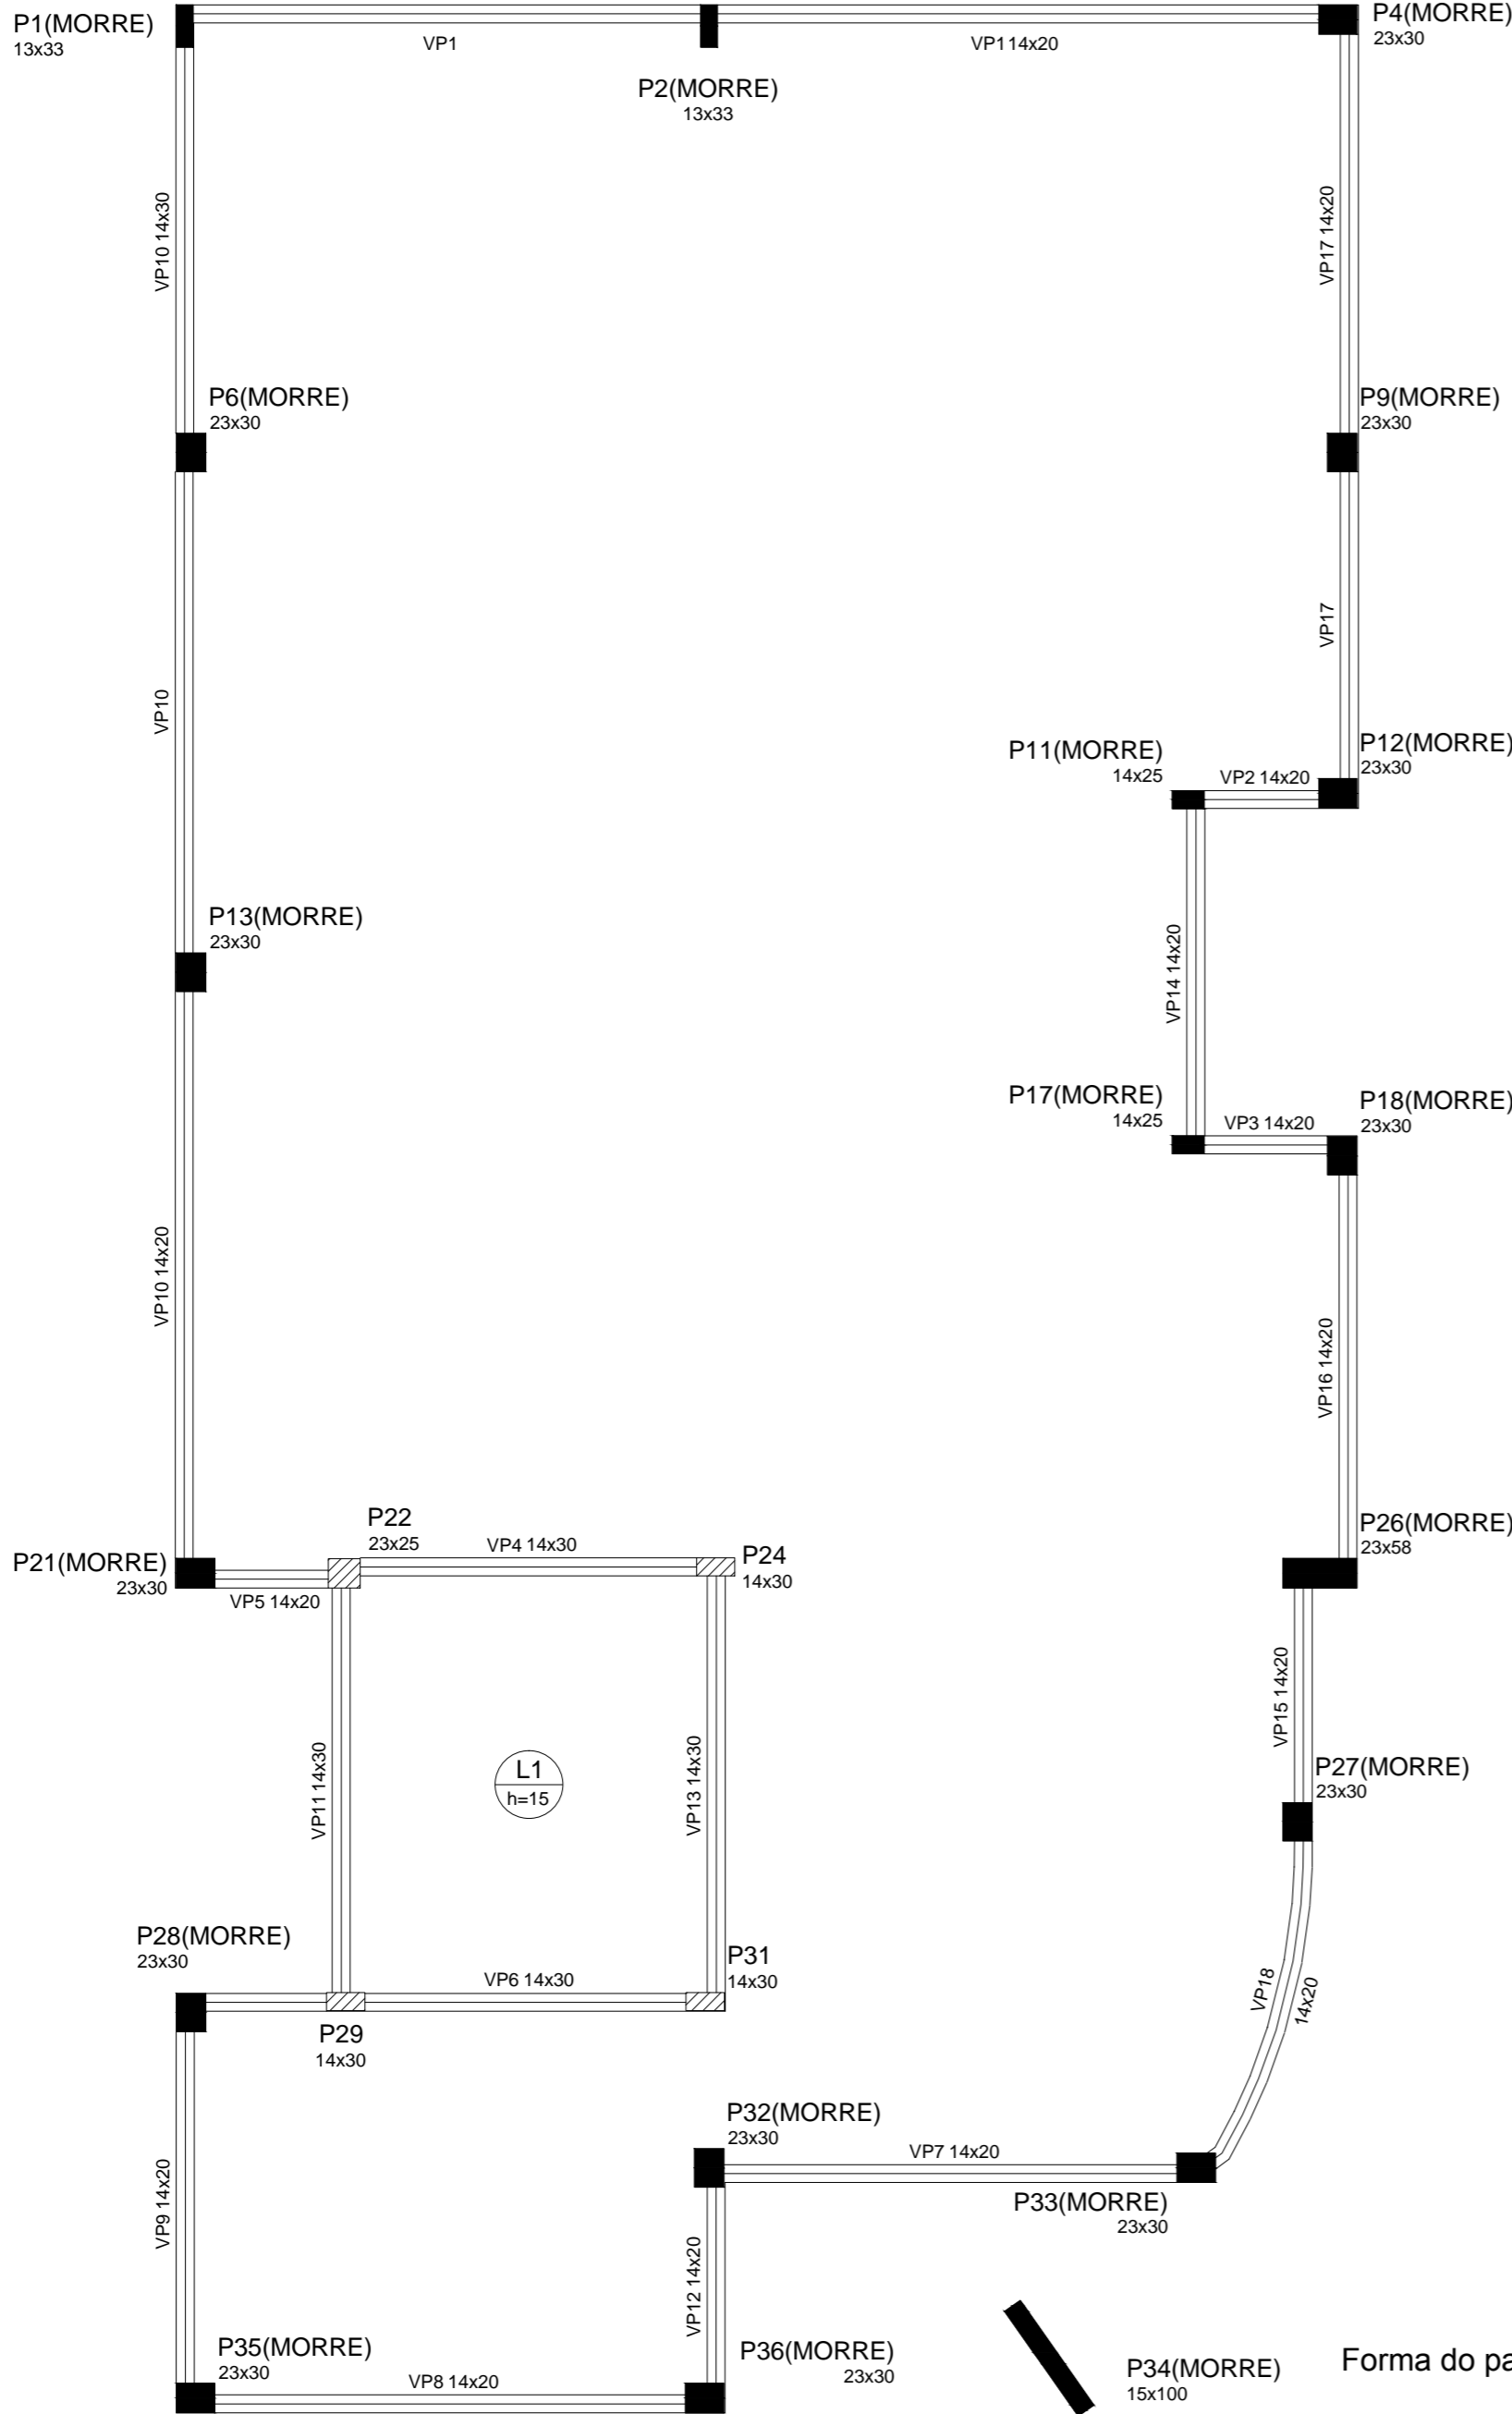 P1(MORRE)
13x33
VP1
VP1 14x20
P4(MORRE)
23x30
P2(MORRE)
13x33
VP10 14x30
VP17 14x20
P6(MORRE)
23x30
P9(MORRE)
23x30
VP10
VP17
P11(MORRE)
14x25
VP2 14x20
P12(MORRE)
23x30
P13(MORRE)
23x30
VP14 14x20
P17(MORRE)
14x25
VP3 14x20
P18(MORRE)
23x30
VP10 14x20
VP16 14x20
P22
23x25
VP4 14x30
P24
14x30
P26(MORRE)
23x58
P21(MORRE)
23x30
VP5 14x20
VP15 14x20
L1
h=15
VP11 14x30
VP13 14x30
P27(MORRE)
23x30
P28(MORRE)
23x30
VP6 14x30
P31
14x30
VP18
14x20
P29
14x30
P32(MORRE)
23x30
VP7 14x20
P33(MORRE)
23x30
VP9 14x20
VP12 14x20
P35(MORRE)
23x30
VP8 14x20
P36(MORRE)
23x30
P34(MORRE)
15x100
Forma do pa